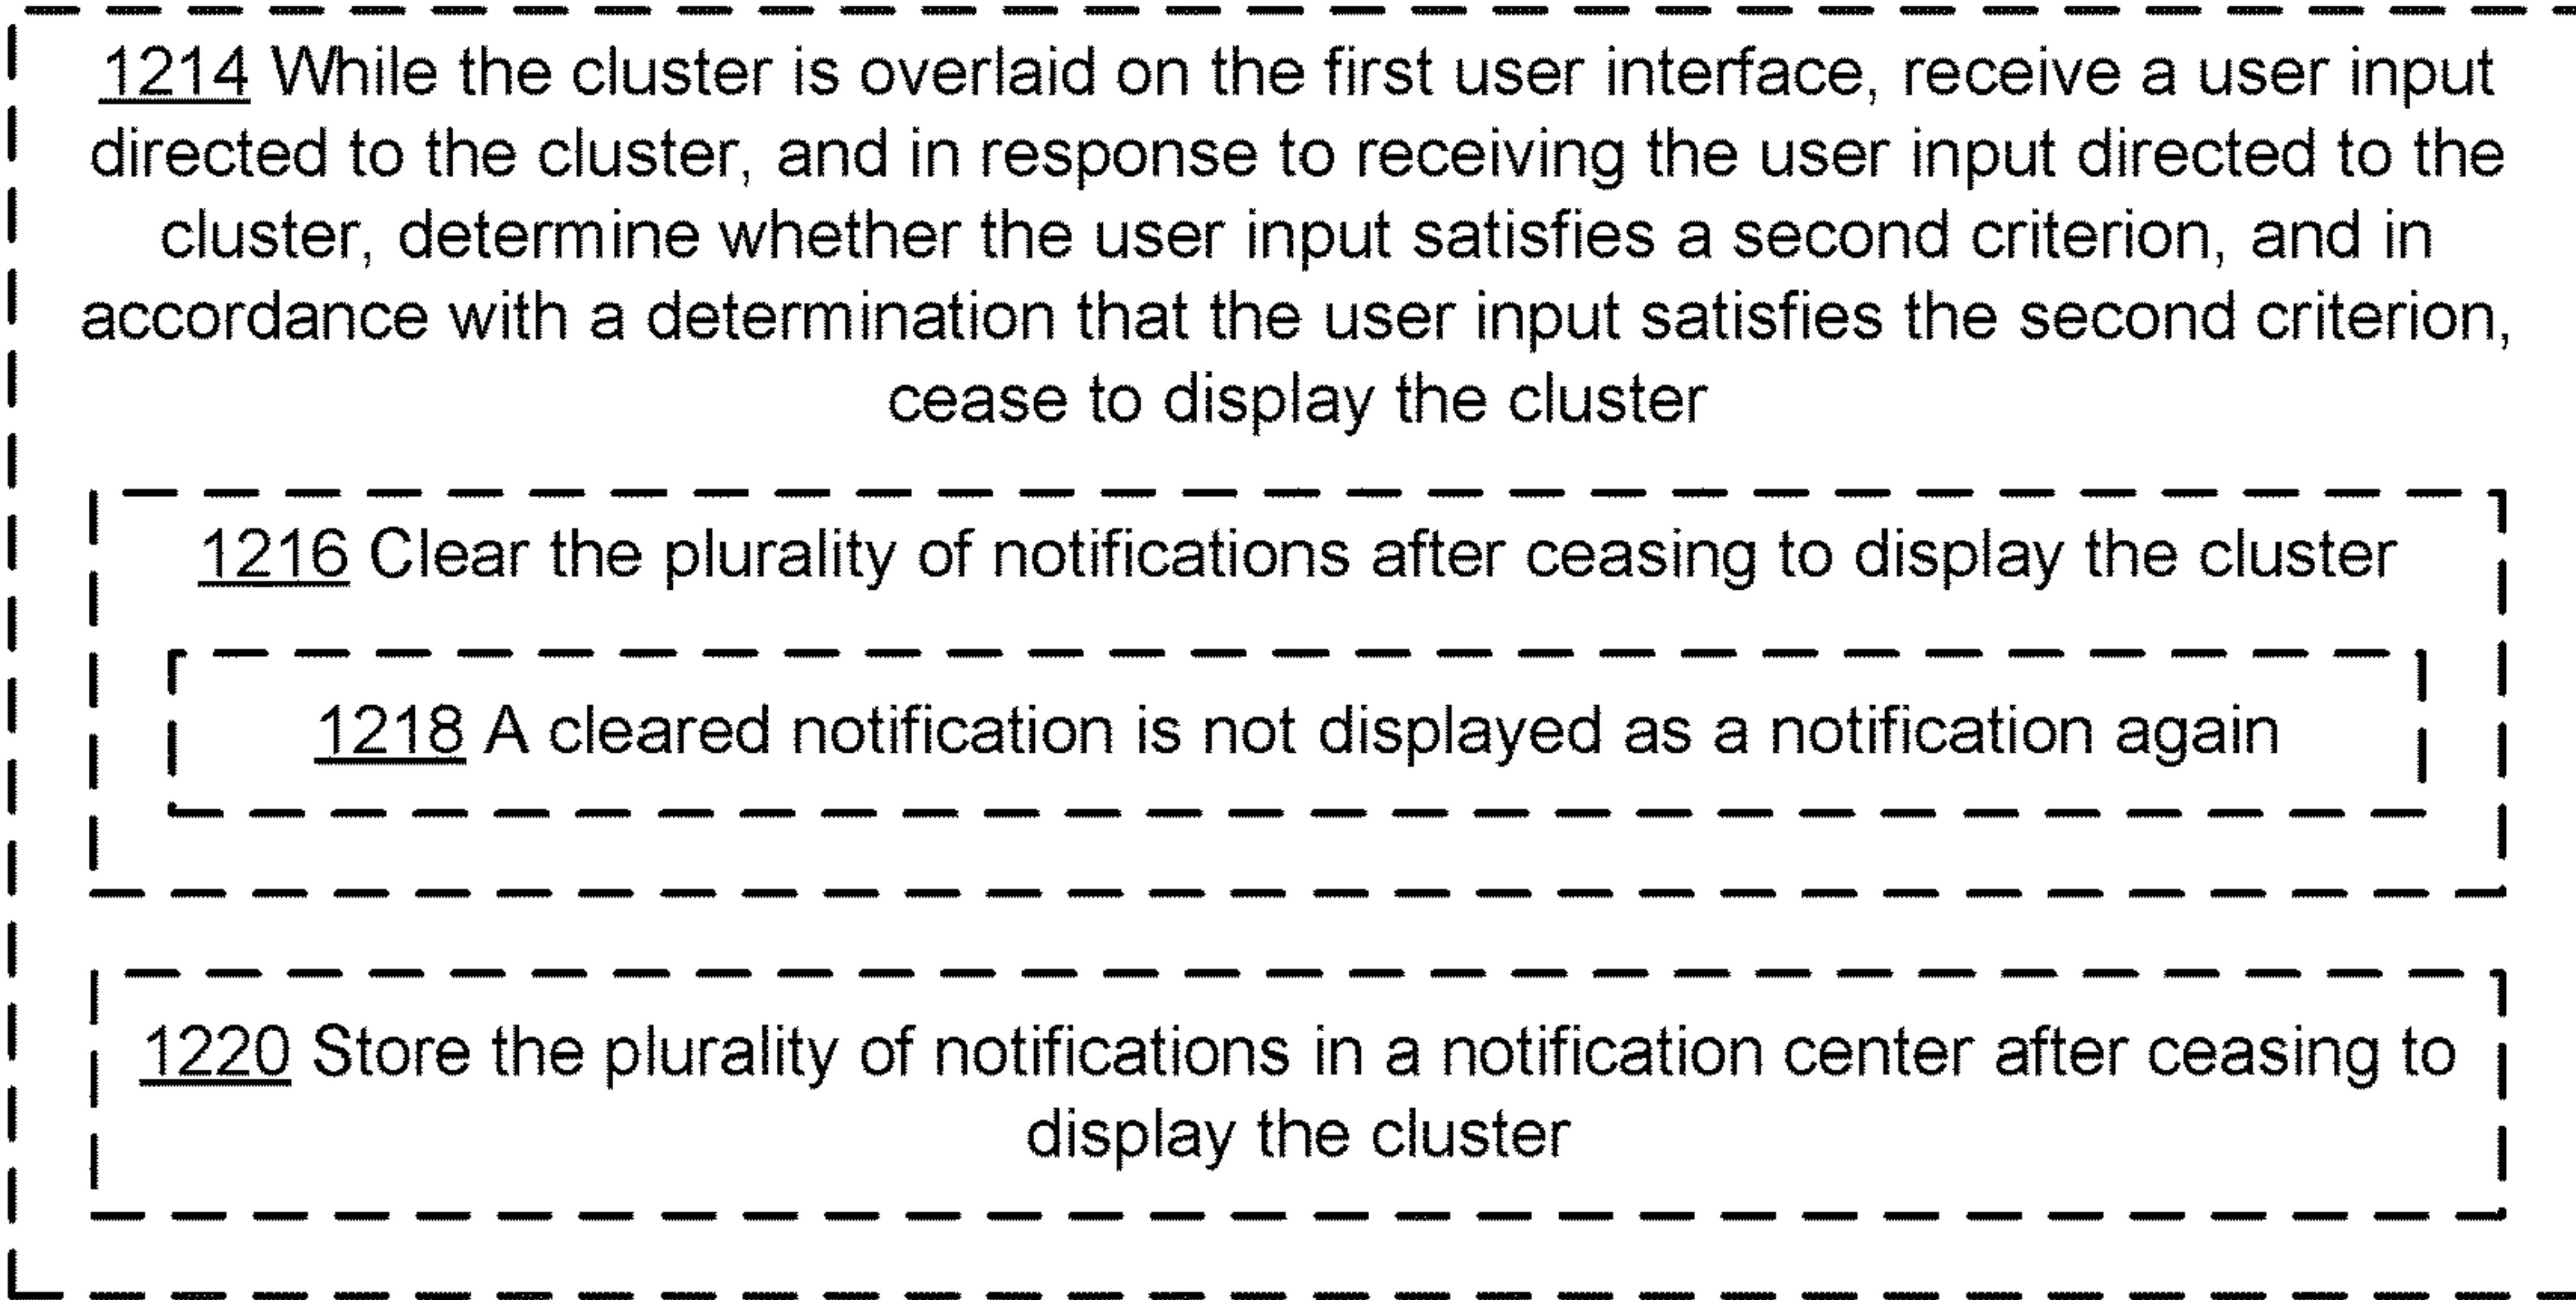 1214 While the cluster is overlaid on the first user interface, receive a user input
directed to the cluster, and in response to receiving the user input directed to the
cluster, determine whether the user input satisfies a second criterion, and in
accordance with a determination that the user input satisfies the second criterion,
cease to display the cluster
1216 Clear the plurality of notifications after ceasing to display the cluster
1218 A cleared notification is not displayed as a notification again
1220 Store the plurality of notifications in a notification center after ceasing to
display the cluster